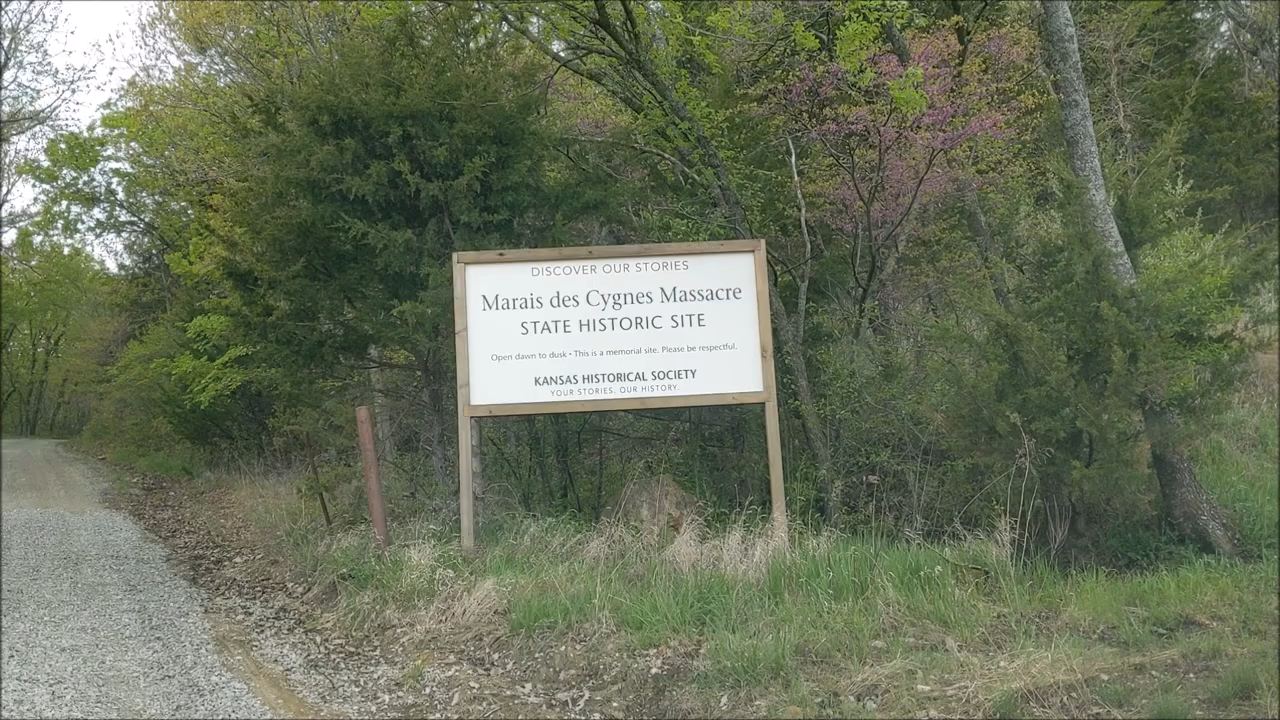 DISCOVER OUR STORIES
Marais des Cygnes Massacre
STATE HISTORIC SITE
Open dawn to dusk • This is a memorial site. Please be respectful.
KANSAS HISTORICAL SOCIETY
YOUR STORIES. OUR HISTORY.